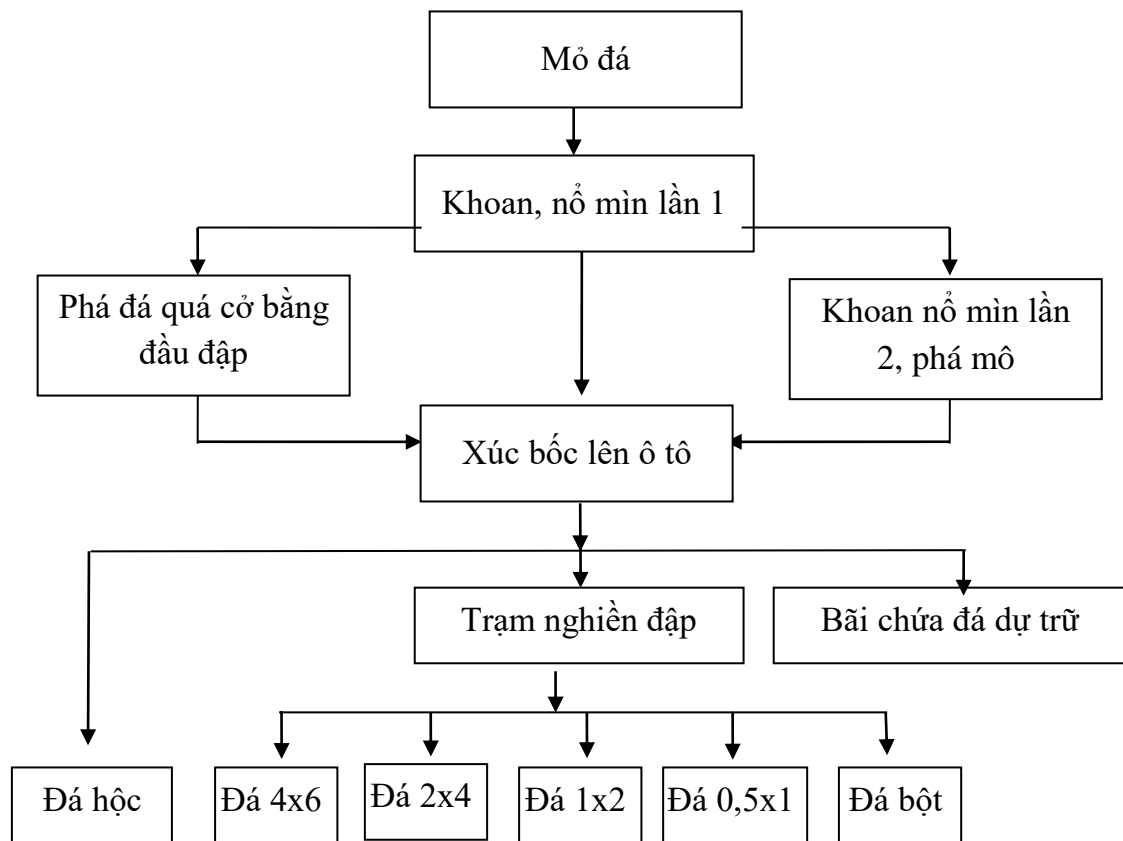 Mỏ đá
Khoan, nổ mìn lần 1
Phá đá quá cở bằng
đầu đập
Khoan nổ mìn lần
2, phá mô
Xúc bốc lên ô tô
Trạm nghiền đập
Bãi chứa đá dự trữ
Đá hộc
Đá 4x6
Đá 2x4
Đá 1x2
Đá 0,5x1
Đá bột